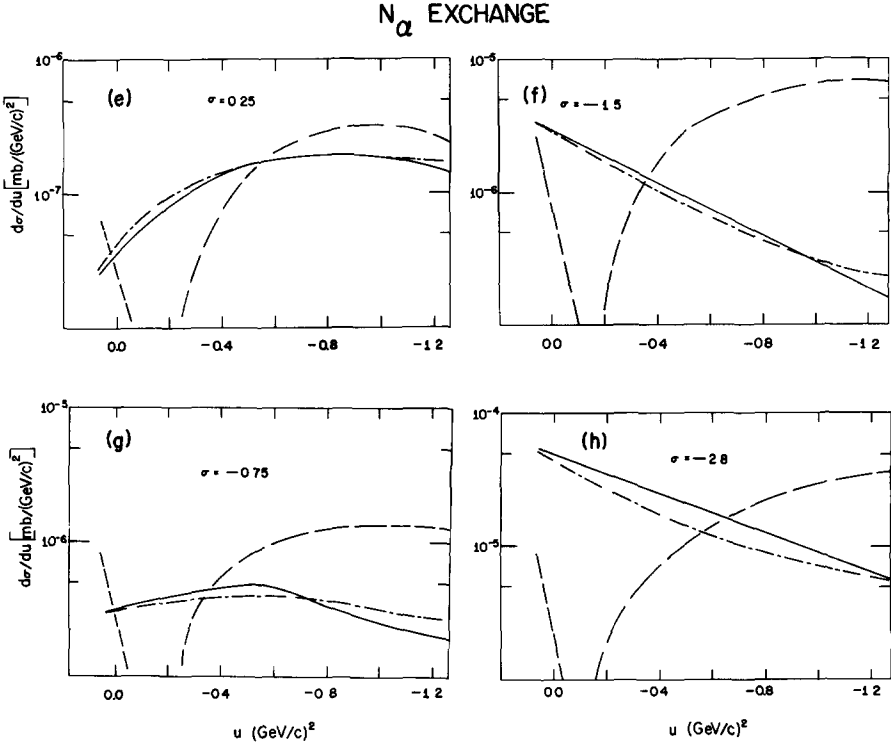 Nα EXCHANGE
10⁻⁶
(e)
σ = 0.25
10⁻⁷
dσ/du [mb/(GeV/c)²]
0.0 −0.4 −0.8 −1 2
10⁻⁵
(f)
σ = −1.5
10⁻⁶
0 0 −0 4 −0 8 −1 2
10⁻⁵
(g)
σ = −0 75
10⁻⁶
dσ/du [mb/(GeV/c)²]
0.0 −0 4 −0 8 −1 2
u (GeV/c)²
10⁻⁴
(h)
σ = −2 8
10⁻⁵
0 0 −0 4 −0.8 −1 2
u (GeV/c)²